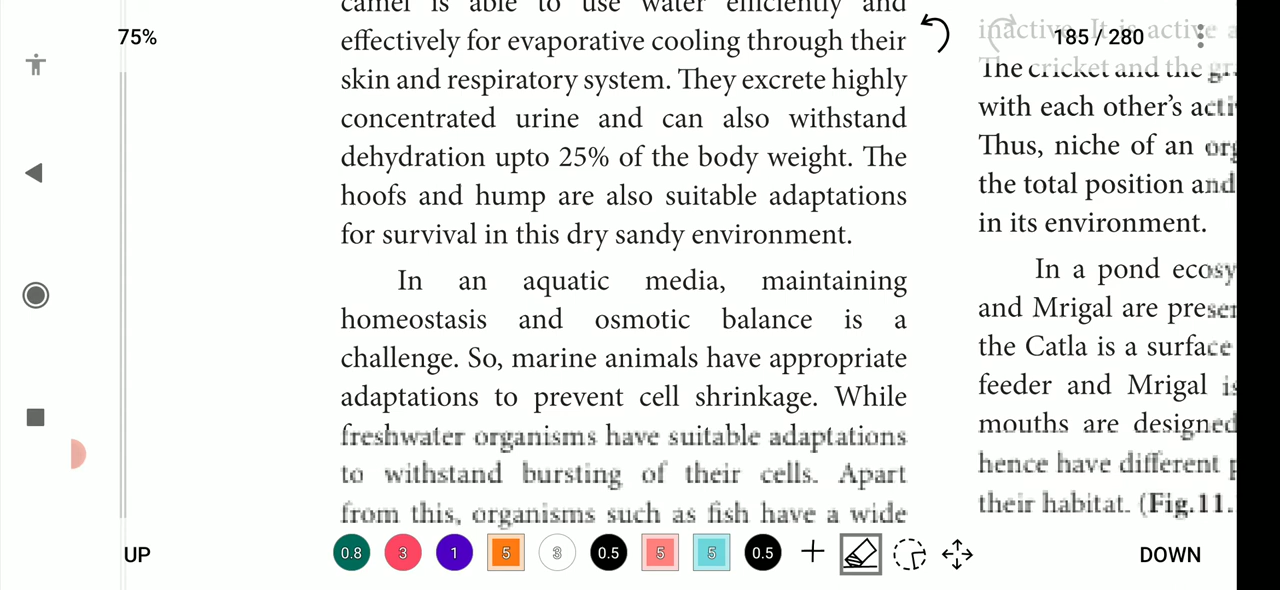 75%
185 / 280
camel is able to use water efficiently and
effectively for evaporative cooling through their
skin and respiratory system. They excrete highly
concentrated urine and can also withstand
dehydration upto 25% of the body weight. The
hoofs and hump are also suitable adaptations
for survival in this dry sandy environment.
In an aquatic media, maintaining
homeostasis and osmotic balance is a
challenge. So, marine animals have appropriate
adaptations to prevent cell shrinkage. While
freshwater organisms have suitable adaptations
to withstand bursting of their cells. Apart
from this, organisms such as fish have a wide
inactive. It is active
The cricket and the
with each other's
Thus, niche of an
the total position and
in its environment.
In a pond
and Mrigal are
the Catla is a surface
feeder and Mrigal
mouths are designed
hence have different
their habitat. (Fig.11.
UP
0.8
3
1
5
3
0.5
5
5
0.5
DOWN